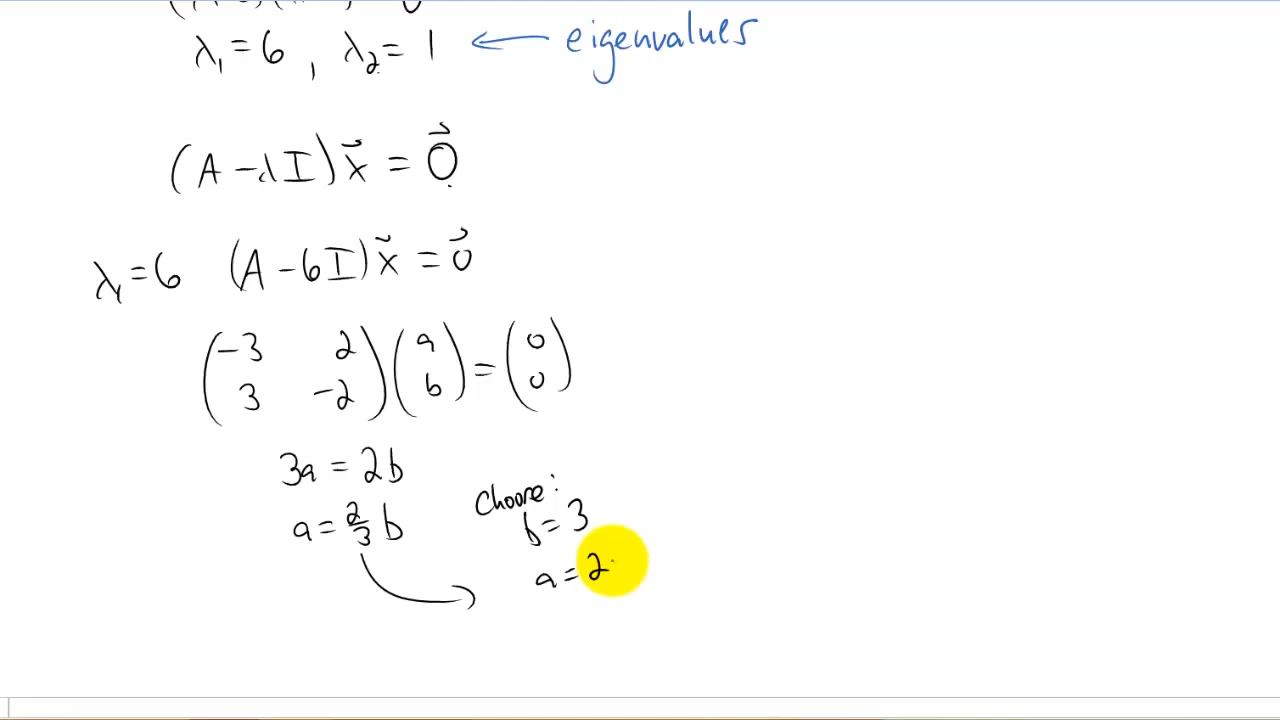 λ₁ = 6 , λ₂ = 1 ← eigenvalues
(A − λI)x⃗ = 0⃗
λ₁ = 6 (A − 6I)x⃗ = 0⃗
(−3 2) (a) = (0)
(3 −2) (b) (0)
3a = 2b
a = 2/3 b
Choose:
b = 3
a = 2